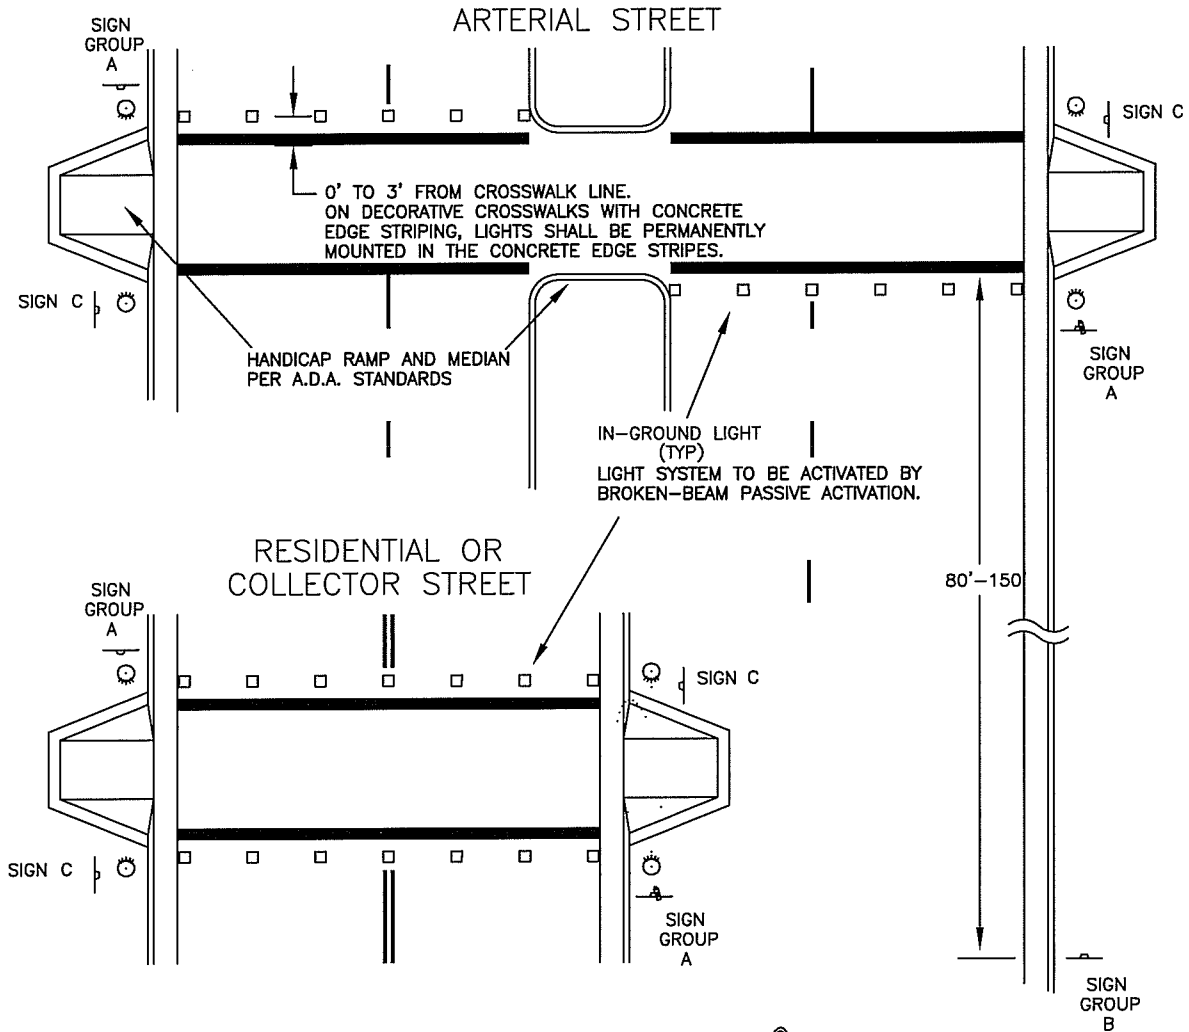 ARTERIAL STREET
SIGN
GROUP
A
SIGN C
0' TO 3' FROM CROSSWALK LINE.
ON DECORATIVE CROSSWALKS WITH CONCRETE
EDGE STRIPING, LIGHTS SHALL BE PERMANENTLY
MOUNTED IN THE CONCRETE EDGE STRIPES.
SIGN C
HANDICAP RAMP AND MEDIAN
PER A.D.A. STANDARDS
SIGN
GROUP
A
IN-GROUND LIGHT
(TYP)
LIGHT SYSTEM TO BE ACTIVATED BY
BROKEN-BEAM PASSIVE ACTIVATION.
RESIDENTIAL OR
COLLECTOR STREET
80'-150'
SIGN
GROUP
A
SIGN C
SIGN C
SIGN
GROUP
A
SIGN
GROUP
B